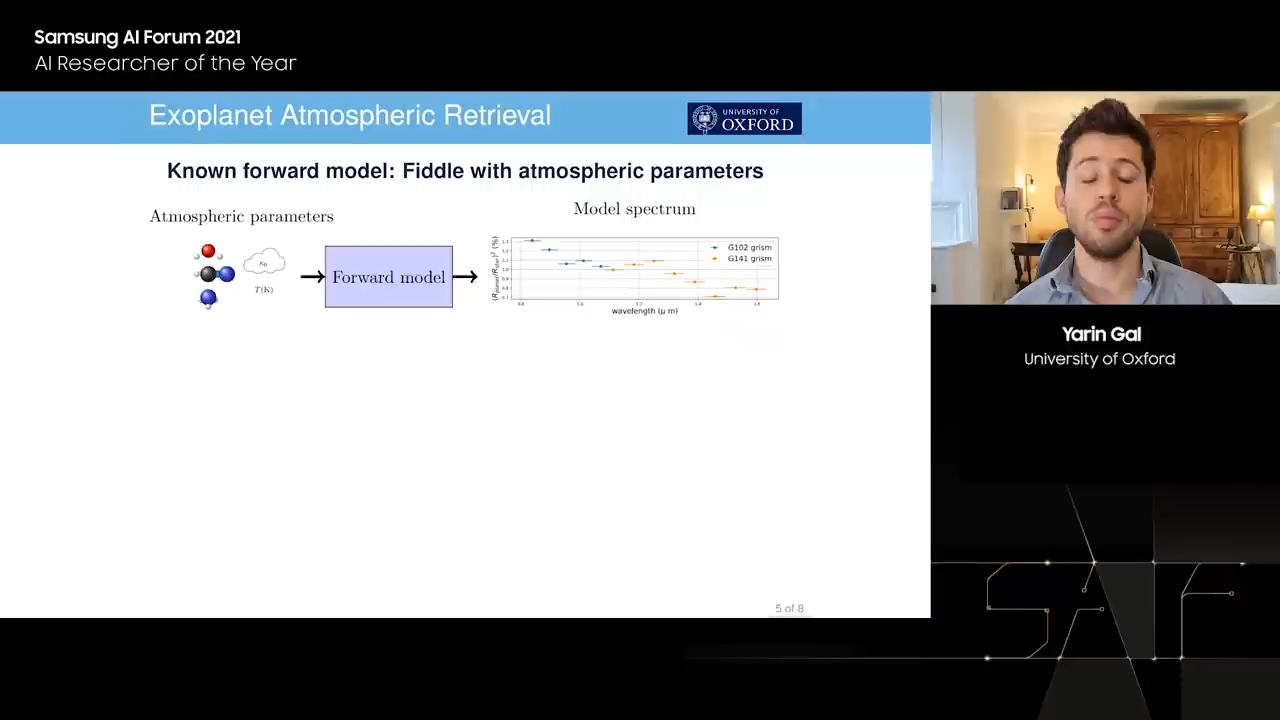 Samsung AI Forum 2021
AI Researcher of the Year
Exoplanet Atmospheric Retrieval
UNIVERSITY OF
OXFORD
Known forward model: Fiddle with atmospheric parameters
Atmospheric parameters
Model spectrum
T(K)
Forward model
G102 grism
G141 grism
wavelength (μ m)
5 of 8
Yarin Gal
University of Oxford